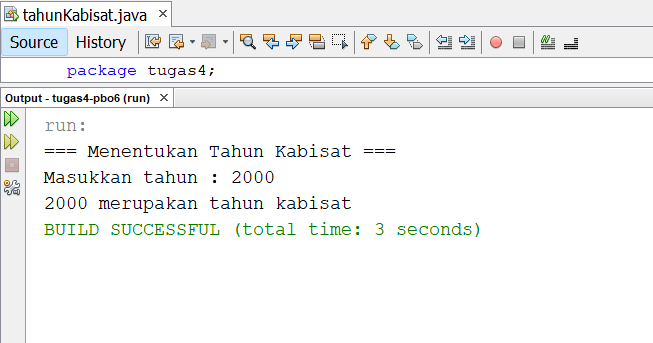 tahunKabisat.java
Source History
package tugas4;
Output - tugas4-pbo6 (run)
run:
=== Menentukan Tahun Kabisat ===
Masukkan tahun : 2000
2000 merupakan tahun kabisat
BUILD SUCCESSFUL (total time: 3 seconds)